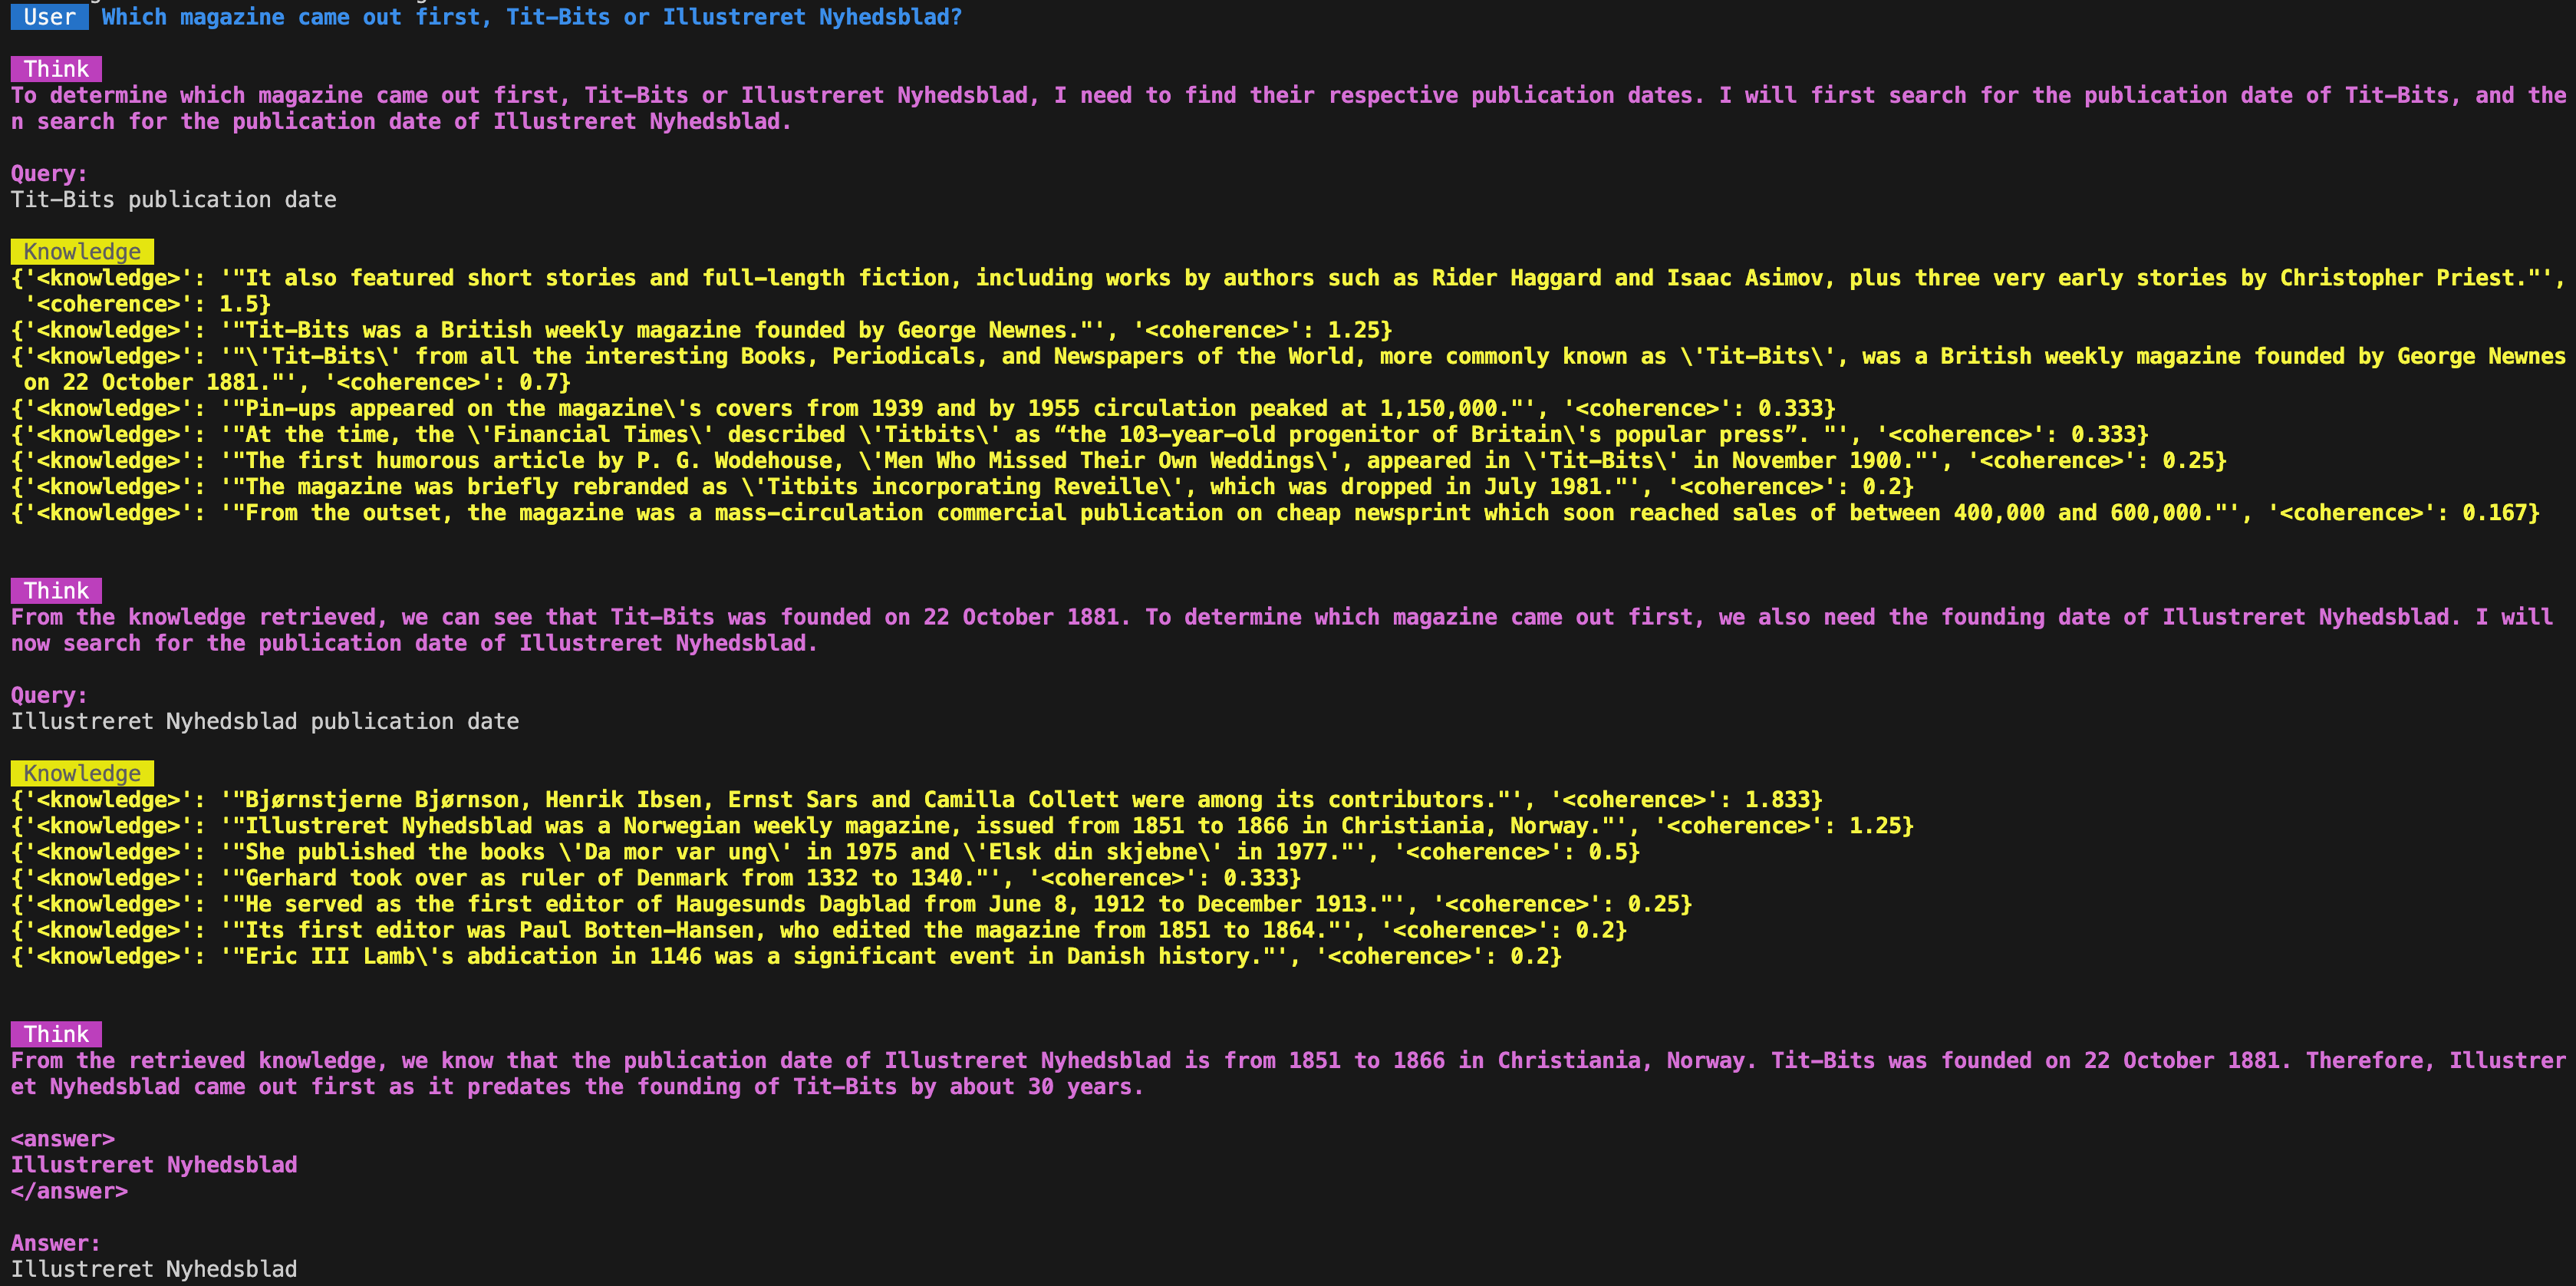 User Which magazine came out first, Tit-Bits or Illustreret Nyhedsblad?
Think
To determine which magazine came out first, Tit-Bits or Illustreret Nyhedsblad, I need to find their respective publication dates. I will first search for the publication date of Tit-Bits, and the
n search for the publication date of Illustreret Nyhedsblad.
Query:
Tit-Bits publication date
Knowledge
{'<knowledge>': '"It also featured short stories and full-length fiction, including works by authors such as Rider Haggard and Isaac Asimov, plus three very early stories by Christopher Priest."',
'<coherence>': 1.5}
{'<knowledge>': '"Tit-Bits was a British weekly magazine founded by George Newnes."', '<coherence>': 1.25}
{'<knowledge>': '"\'Tit-Bits\' from all the interesting Books, Periodicals, and Newspapers of the World, more commonly known as \'Tit-Bits\', was a British weekly magazine founded by George Newnes
on 22 October 1881."', '<coherence>': 0.7}
{'<knowledge>': '"Pin-ups appeared on the magazine\'s covers from 1939 and by 1955 circulation peaked at 1,150,000."', '<coherence>': 0.333}
{'<knowledge>': '"At the time, the \'Financial Times\' described \'Titbits\' as “the 103-year-old progenitor of Britain\'s popular press”. "', '<coherence>': 0.333}
{'<knowledge>': '"The first humorous article by P. G. Wodehouse, \'Men Who Missed Their Own Weddings\', appeared in \'Tit-Bits\' in November 1900."', '<coherence>': 0.25}
{'<knowledge>': '"The magazine was briefly rebranded as \'Titbits incorporating Reveille\', which was dropped in July 1981."', '<coherence>': 0.2}
{'<knowledge>': '"From the outset, the magazine was a mass-circulation commercial publication on cheap newsprint which soon reached sales of between 400,000 and 600,000."', '<coherence>': 0.167}
Think
From the knowledge retrieved, we can see that Tit-Bits was founded on 22 October 1881. To determine which magazine came out first, we also need the founding date of Illustreret Nyhedsblad. I will
now search for the publication date of Illustreret Nyhedsblad.
Query:
Illustreret Nyhedsblad publication date
Knowledge
{'<knowledge>': '"Bjørnstjerne Bjørnson, Henrik Ibsen, Ernst Sars and Camilla Collett were among its contributors."', '<coherence>': 1.833}
{'<knowledge>': '"Illustreret Nyhedsblad was a Norwegian weekly magazine, issued from 1851 to 1866 in Christiania, Norway."', '<coherence>': 1.25}
{'<knowledge>': '"She published the books \'Da mor var ung\' in 1975 and \'Elsk din skjebne\' in 1977."', '<coherence>': 0.5}
{'<knowledge>': '"Gerhard took over as ruler of Denmark from 1332 to 1340."', '<coherence>': 0.333}
{'<knowledge>': '"He served as the first editor of Haugesunds Dagblad from June 8, 1912 to December 1913."', '<coherence>': 0.25}
{'<knowledge>': '"Its first editor was Paul Botten-Hansen, who edited the magazine from 1851 to 1864."', '<coherence>': 0.2}
{'<knowledge>': '"Eric III Lamb\'s abdication in 1146 was a significant event in Danish history."', '<coherence>': 0.2}
Think
From the retrieved knowledge, we know that the publication date of Illustreret Nyhedsblad is from 1851 to 1866 in Christiania, Norway. Tit-Bits was founded on 22 October 1881. Therefore, Illustrer
et Nyhedsblad came out first as it predates the founding of Tit-Bits by about 30 years.
<answer>
Illustreret Nyhedsblad
</answer>
Answer:
Illustreret Nyhedsblad